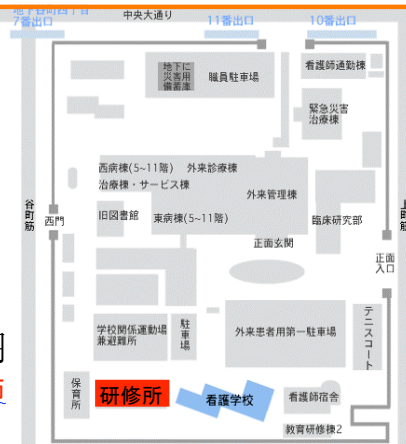 中央大通り
7番出口
11番出口
10番出口
地下に
災害用
備蓄庫
職員駐車場
看護師通勤棟
緊急災害
治療棟
西病棟(5~11階)
外来診療棟
治療棟・サービス棟
外来管理棟
谷町筋
西門
旧図書館
東病棟(5~11階)
臨床研究部
上町筋
正面玄関
正面
入口
学校関係運動場
兼避難所
駐車場
外来患者用第一駐車場
テニスコート
保育所
研修所
看護学校
看護師宿舎
教育研修棟2